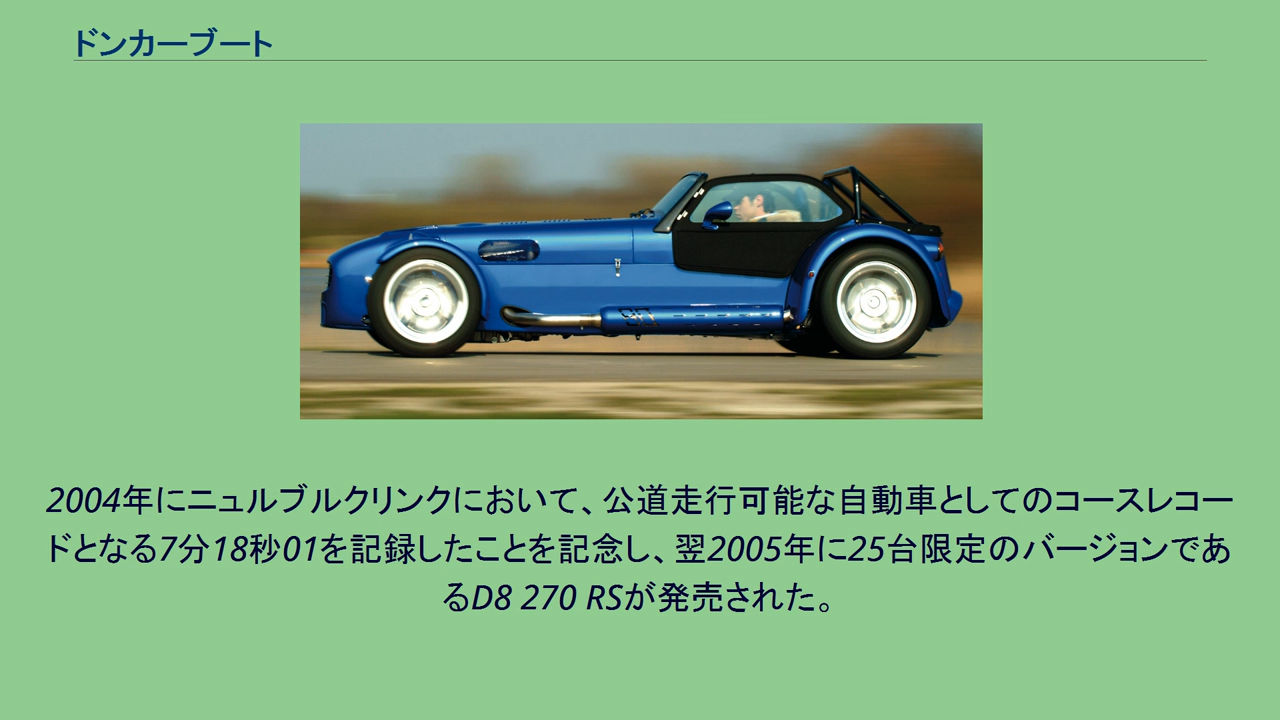 ドンカーブート
2004年にニュルブルクリンクにおいて、公道走行可能な自動車としてのコースレコー
ドとなる7分18秒01を記録したことを記念し、翌2005年に25台限定のバージョンであ
るD8 270 RSが発売された。